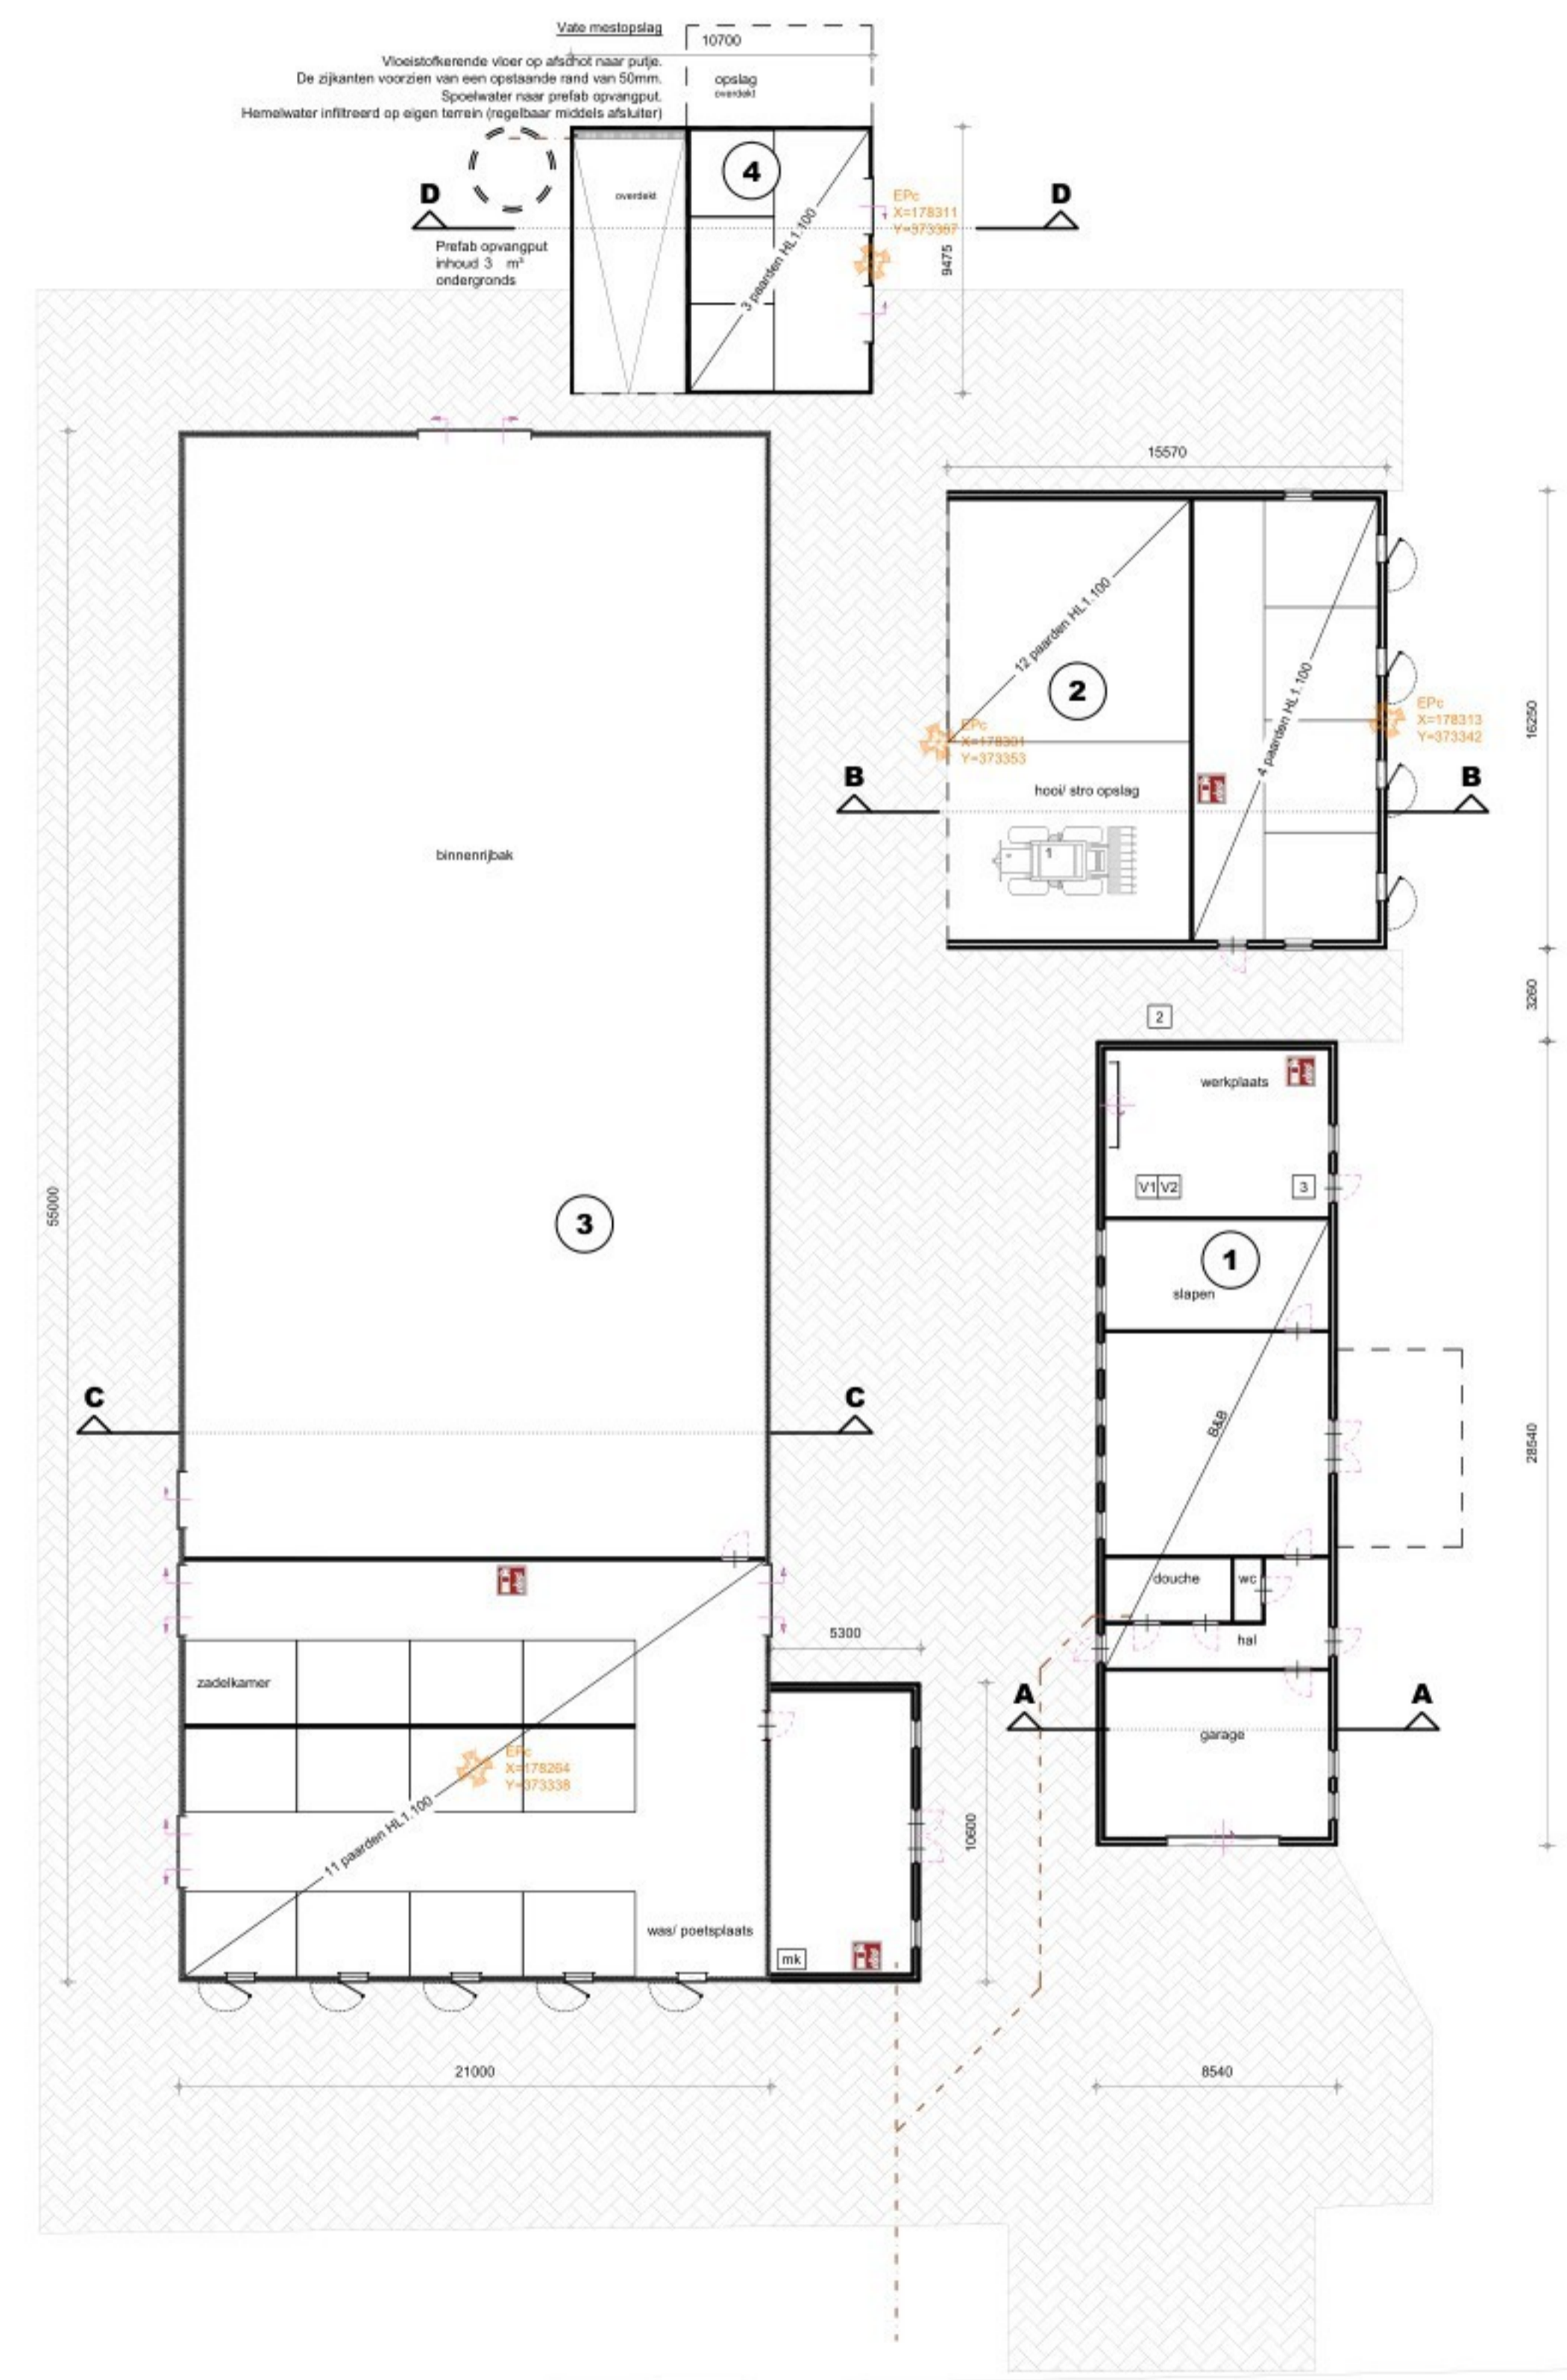 Vate mestopslag
10700
Vloeistofkerende vloer op afschot naar putje.
De zijkanten voorzien van een opstaande rand van 50mm.
Spoelwater naar prefab opvangput.
Hemelwater infiltreerd op eigen terrein (regelbaar middels afsluiter)
opslag
overdekt
4
overdekt
D
D
EPc
X=178311
Y=373367
Prefab opvangput
inhoud 3 m³
ondergronds
3 paarden HL1.100
9475
15570
12 paarden HL1.100
2
4 paarden HL1.100
EPc
X=178301
Y=373353
EPc
X=178313
Y=373342
16250
B
B
hooi/ stro opslag
1
binnenrijbak
3260
2
werkplaats
V1
V2
3
55000
3
1
slapen
C
C
B&B
28540
douche
wc
hal
5300
zadelkamer
A
A
garage
EPc
X=178264
Y=373338
11 paarden HL1.100
10600
was/ poetsplaats
mk
21000
8540